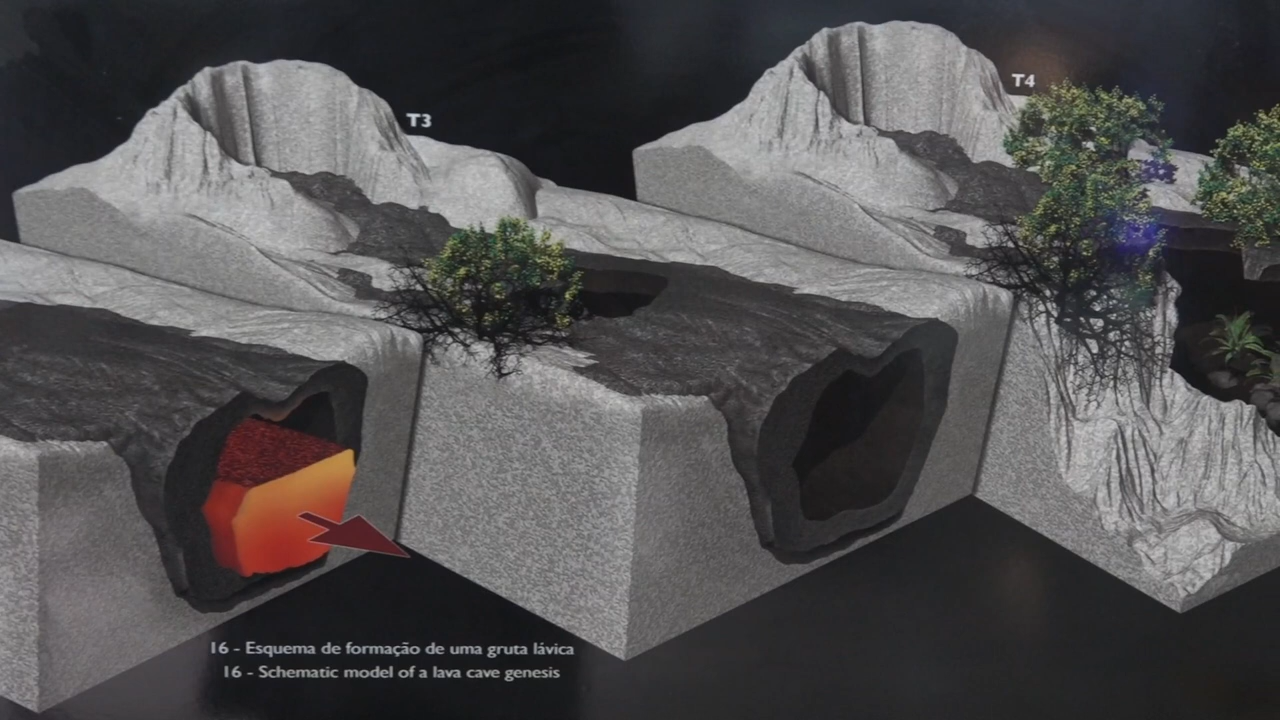 T3
T4
16 - Esquema de formação de uma gruta lávica
16 - Schematic model of a lava cave genesis